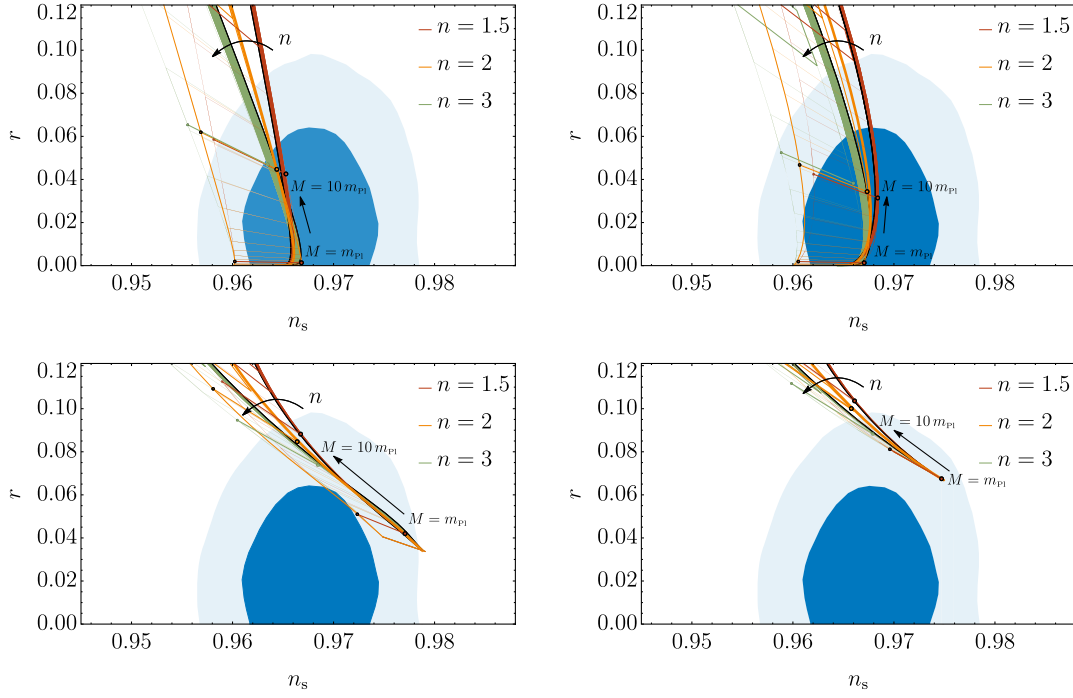 0.12
0.10
0.08
0.06
0.04
0.02
0.00
r
n
n = 1.5
n = 2
n = 3
M = 10 m_Pl
M = m_Pl
0.95
0.96
0.97
0.98
n_s
0.12
0.10
0.08
0.06
0.04
0.02
0.00
r
n
n = 1.5
n = 2
n = 3
M = 10 m_Pl
M = m_Pl
0.95
0.96
0.97
0.98
n_s
0.12
0.10
0.08
0.06
0.04
0.02
0.00
r
n
n = 1.5
n = 2
n = 3
M = 10 m_Pl
M = m_Pl
0.95
0.96
0.97
0.98
n_s
0.12
0.10
0.08
0.06
0.04
0.02
0.00
r
n
n = 1.5
n = 2
n = 3
M = 10 m_Pl
M = m_Pl
0.95
0.96
0.97
0.98
n_s